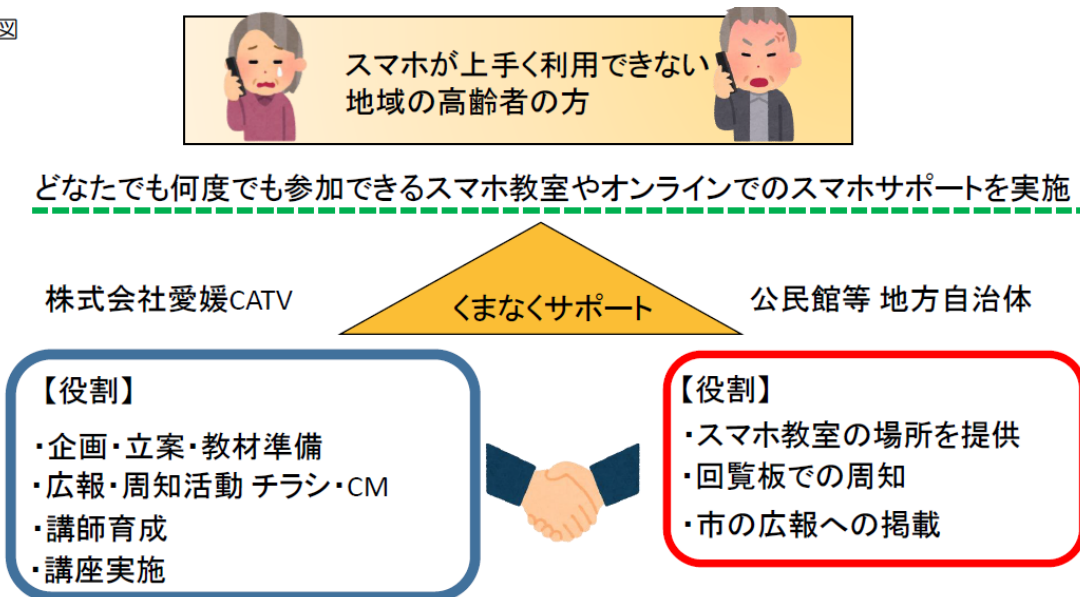 図
スマホが上手く利用できない
地域の高齢者の方
どなたでも何度でも参加できるスマホ教室やオンラインでのスマホサポートを実施
株式会社愛媛CATV
くまなくサポート
公民館等 地方自治体
【役割】
・企画・立案・教材準備
・広報・周知活動 チラシ・CM
・講師育成
・講座実施
【役割】
・スマホ教室の場所を提供
・回覧板での周知
・市の広報への掲載